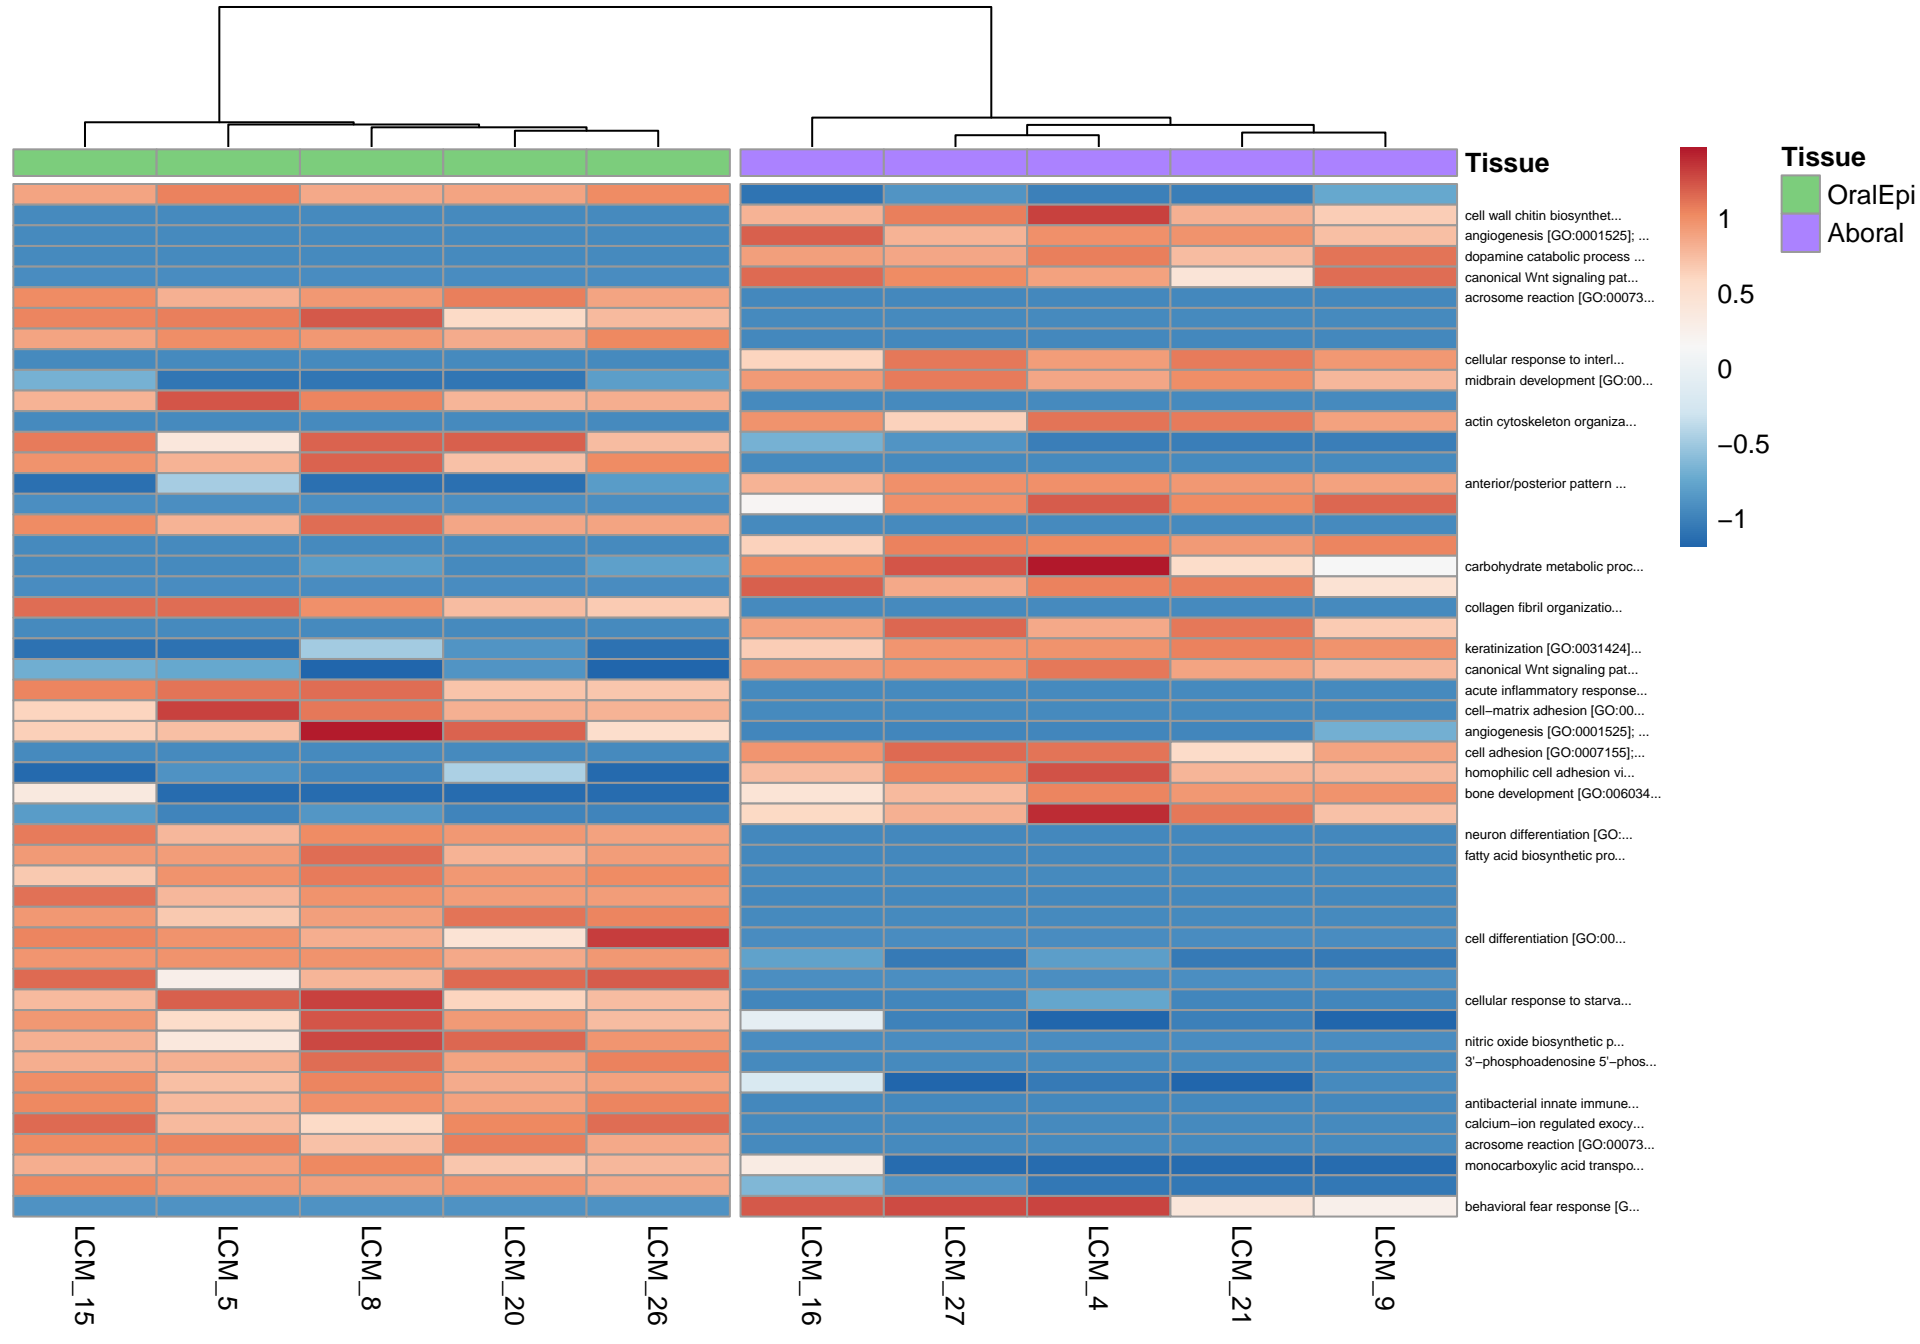 Tissue
cell wall chitin biosynthet...
angiogenesis [GO:0001525]; ...
dopamine catabolic process ...
canonical Wnt signaling pat...
acrosome reaction [GO:00073...
cellular response to interl...
midbrain development [GO:00...
actin cytoskeleton organiza...
anterior/posterior pattern ...
carbohydrate metabolic proc...
collagen fibril organizatio...
keratinization [GO:0031424]...
canonical Wnt signaling pat...
acute inflammatory response...
cell−matrix adhesion [GO:00...
angiogenesis [GO:0001525]; ...
cell adhesion [GO:0007155];...
homophilic cell adhesion vi...
bone development [GO:006034...
neuron differentiation [GO:...
fatty acid biosynthetic pro...
cell differentiation [GO:00...
cellular response to starva...
nitric oxide biosynthetic p...
3'−phosphoadenosine 5'−phos...
antibacterial innate immune...
calcium−ion regulated exocy...
acrosome reaction [GO:00073...
monocarboxylic acid transpo...
behavioral fear response [G...
LCM_15
LCM_5
LCM_8
LCM_20
LCM_26
LCM_16
LCM_27
LCM_4
LCM_21
LCM_9
1
0.5
0
−0.5
−1
Tissue
OralEpi
Aboral